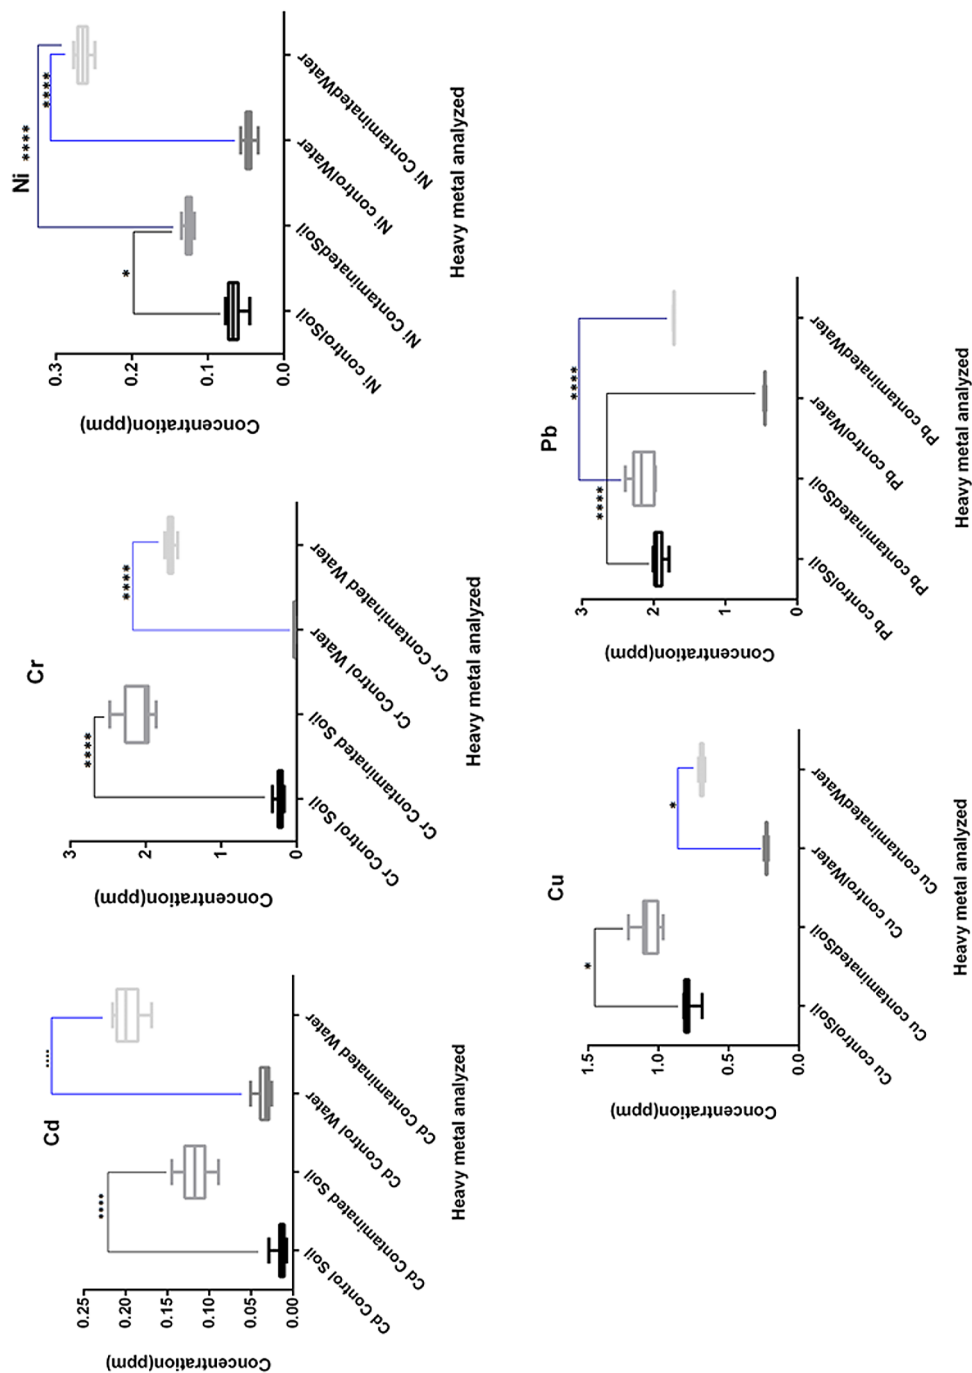 Cd
Concentration(ppm)
0.25
0.20
0.15
0.10
0.05
0.00
****
****
Cd Control Soil
Cd Contaminated Soil
Cd Control Water
Cd Contaminated Water
Heavy metal analyzed
Cr
Concentration(ppm)
3
2
1
0
****
****
Cr Control Soil
Cr Contaminated Soil
Cr Control Water
Cr Contaminated Water
Heavy metal analyzed
Ni
Concentration(ppm)
0.3
0.2
0.1
0.0
*
****
****
Ni controlSoil
Ni ContaminatedSoil
Ni controlWater
Ni ContaminatedWater
Heavy metal analyzed
Cu
Concentration(ppm)
1.5
1.0
0.5
0.0
*
*
Cu controlSoil
Cu contaminatedSoil
Cu controlWater
Cu contaminatedWater
Heavy metal analyzed
Pb
Concentration(ppm)
3
2
1
0
****
****
Pb controlSoil
Pb contaminatedSoil
Pb controlWater
Pb contaminatedWater
Heavy metal analyzed